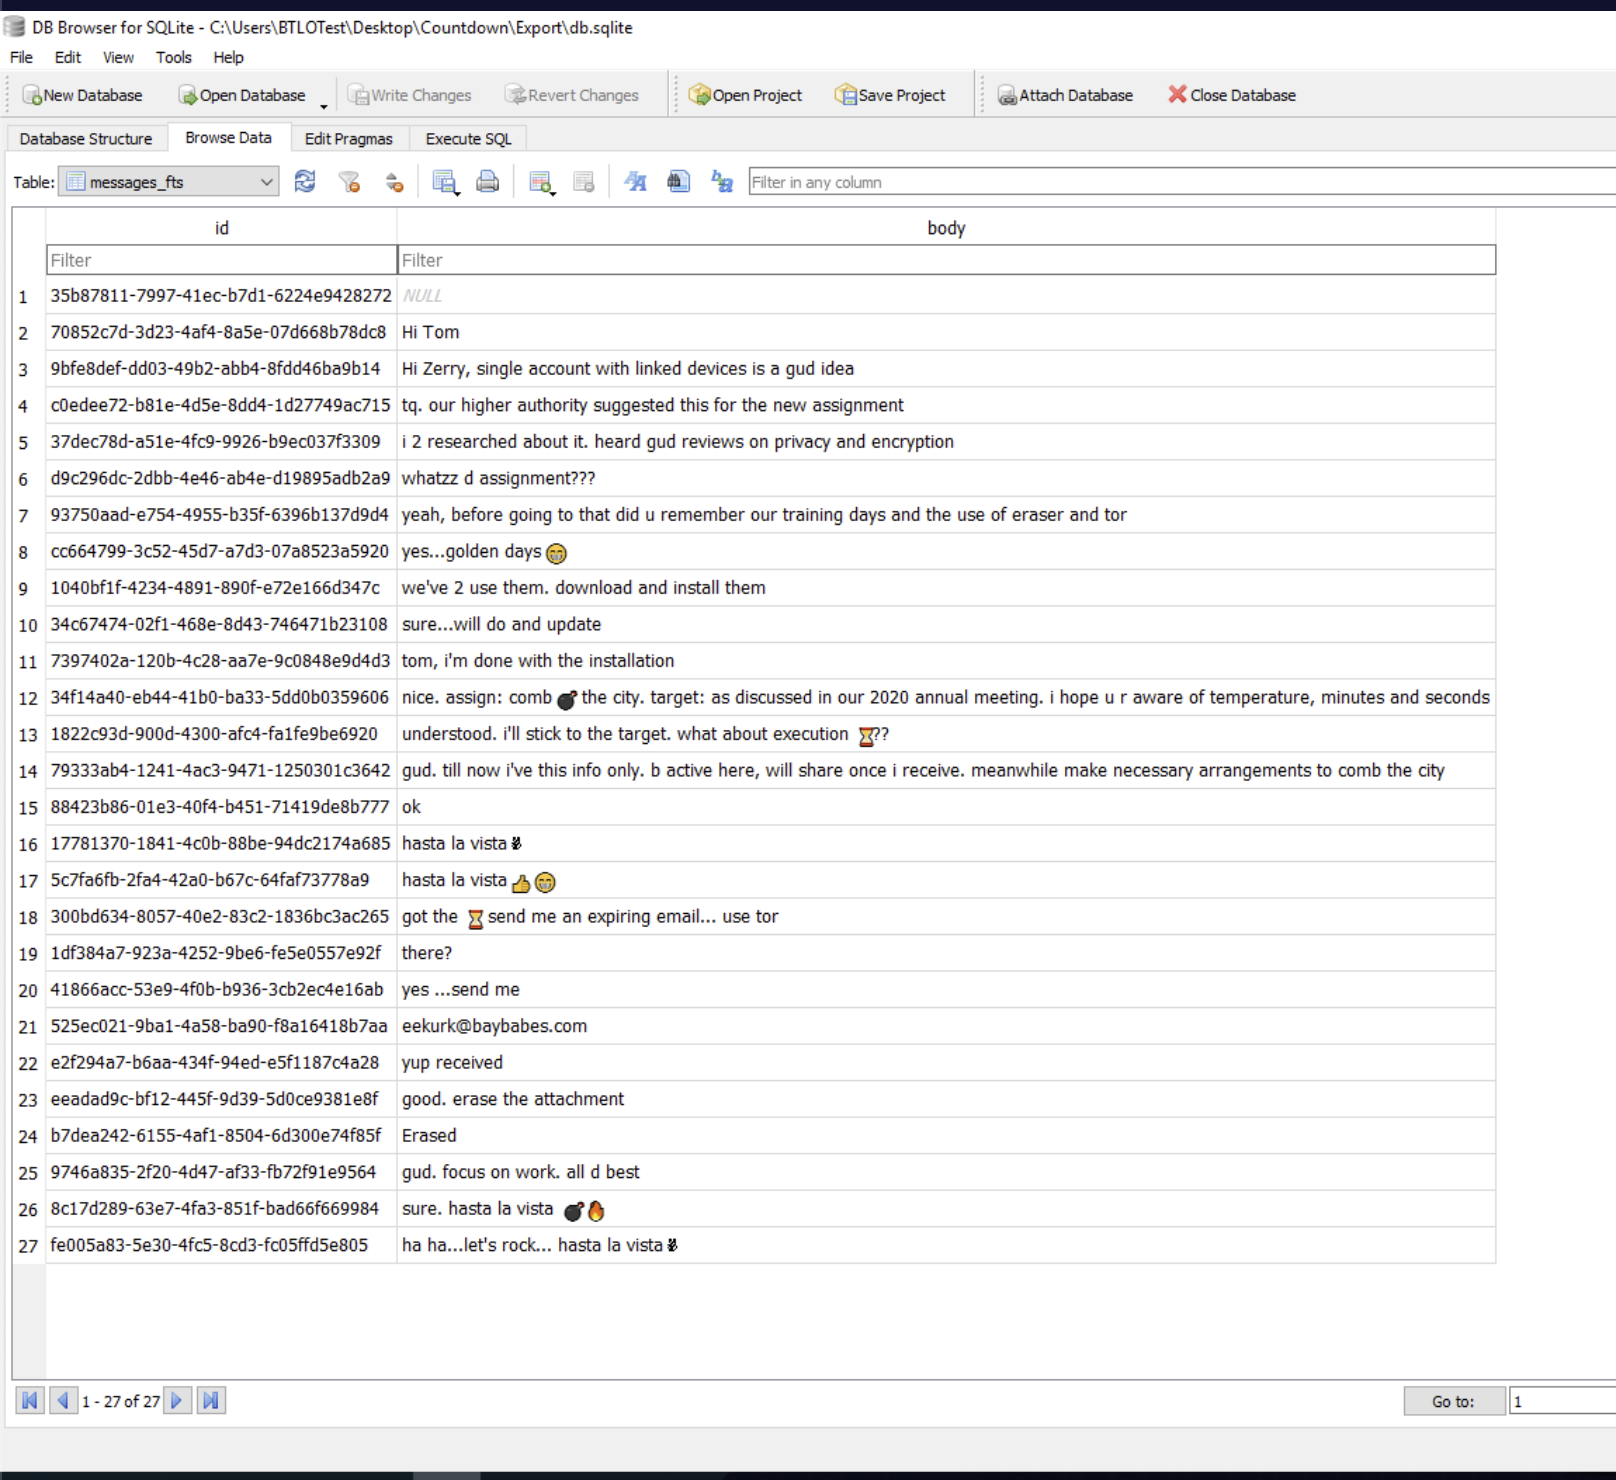 DB Browser for SQLite - C:\Users\BTLOTest\Desktop\Countdown\Export\db.sqlite
File Edit View Tools Help
New Database Open Database Write Changes Revert Changes Open Project Save Project Attach Database Close Database
Database Structure Browse Data Edit Pragmas Execute SQL
Table: messages_fts Filter in any column
id body
Filter Filter
1 35b87811-7997-41ec-b7d1-6224e9428272 NULL
2 70852c7d-3d23-4af4-8a5e-07d668b78dc8 Hi Tom
3 9bfe8def-dd03-49b2-abb4-8fdd46ba9b14 Hi Zerry, single account with linked devices is a gud idea
4 c0edee72-b81e-4d5e-8dd4-1d27749ac715 tq. our higher authority suggested this for the new assignment
5 37dec78d-a51e-4fc9-9926-b9ec037f3309 i 2 researched about it. heard gud reviews on privacy and encryption
6 d9c296dc-2dbb-4e46-ab4e-d19895adb2a9 whatzz d assignment???
7 93750aad-e754-4955-b35f-6396b137d9d4 yeah, before going to that did u remember our training days and the use of eraser and tor
8 cc664799-3c52-45d7-a7d3-07a8523a5920 yes...golden days😁
9 1040bf1f-4234-4891-890f-e72e166d347c we've 2 use them. download and install them
10 34c67474-02f1-468e-8d43-746471b23108 sure...will do and update
11 7397402a-120b-4c28-aa7e-9c0848e9d4d3 tom, i'm done with the installation
12 34f14a40-eb44-41b0-ba33-5dd0b0359606 nice. assign: comb 💣 the city. target: as discussed in our 2020 annual meeting. i hope u r aware of temperature, minutes and seconds
13 1822c93d-900d-4300-afc4-fa1fe9be6920 understood. i'll stick to the target. what about execution ⏳??
14 79333ab4-1241-4ac3-9471-1250301c3642 gud. till now i've this info only. b active here, will share once i receive. meanwhile make necessary arrangements to comb the city
15 88423b86-01e3-40f4-b451-71419de8b777 ok
16 17781370-1841-4c0b-88be-94dc2174a685 hasta la vista✌
17 5c7fa6fb-2fa4-42a0-b67c-64faf73778a9 hasta la vista👍😁
18 300bd634-8057-40e2-83c2-1836bc3ac265 got the ⏳ send me an expiring email... use tor
19 1df384a7-923a-4252-9be6-fe5e0557e92f there?
20 41866acc-53e9-4f0b-b936-3cb2ec4e16ab yes ...send me
21 525ec021-9ba1-4a58-ba90-f8a16418b7aa eekurk@baybabes.com
22 e2f294a7-b6aa-434f-94ed-e5f1187c4a28 yup received
23 eeadad9c-bf12-445f-9d39-5d0ce9381e8f good. erase the attachment
24 b7dea242-6155-4af1-8504-6d300e74f85f Erased
25 9746a835-2f20-4d47-af33-fb72f91e9564 gud. focus on work. all d best
26 8c17d289-63e7-4fa3-851f-bad66f669984 sure. hasta la vista 💣🔥
27 fe005a83-5e30-4fc5-8cd3-fc05ffd5e805 ha ha...let's rock... hasta la vista✌
1 - 27 of 27 Go to: 1